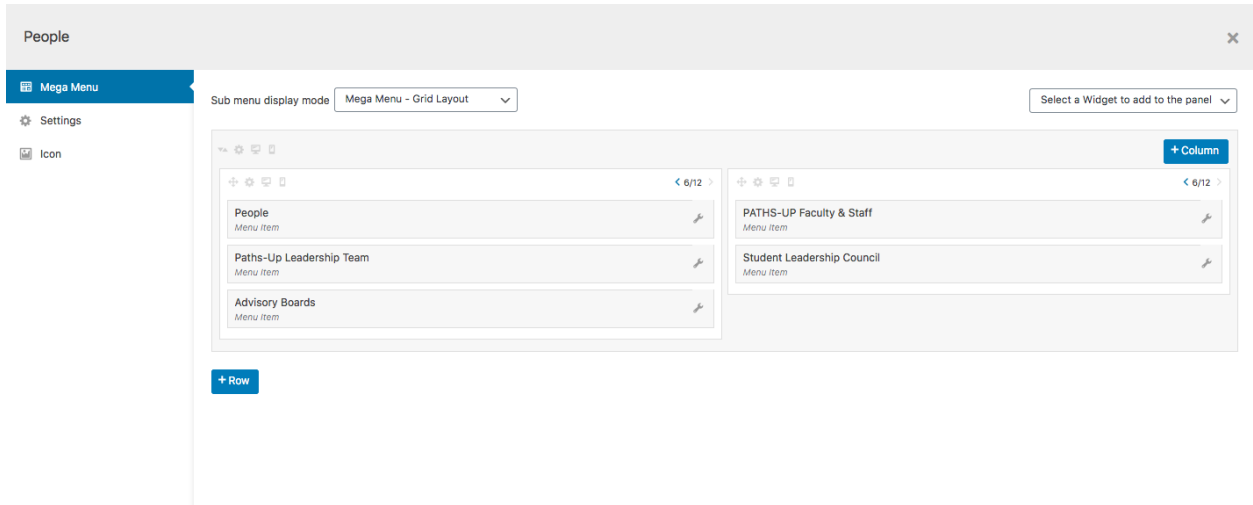 People
Mega Menu
Settings
Icon
Sub menu display mode
Mega Menu - Grid Layout
Select a Widget to add to the panel
+ Column
6/12
People
Menu Item
Paths-Up Leadership Team
Menu Item
Advisory Boards
Menu Item
6/12
PATHS-UP Faculty & Staff
Menu Item
Student Leadership Council
Menu Item
+ Row